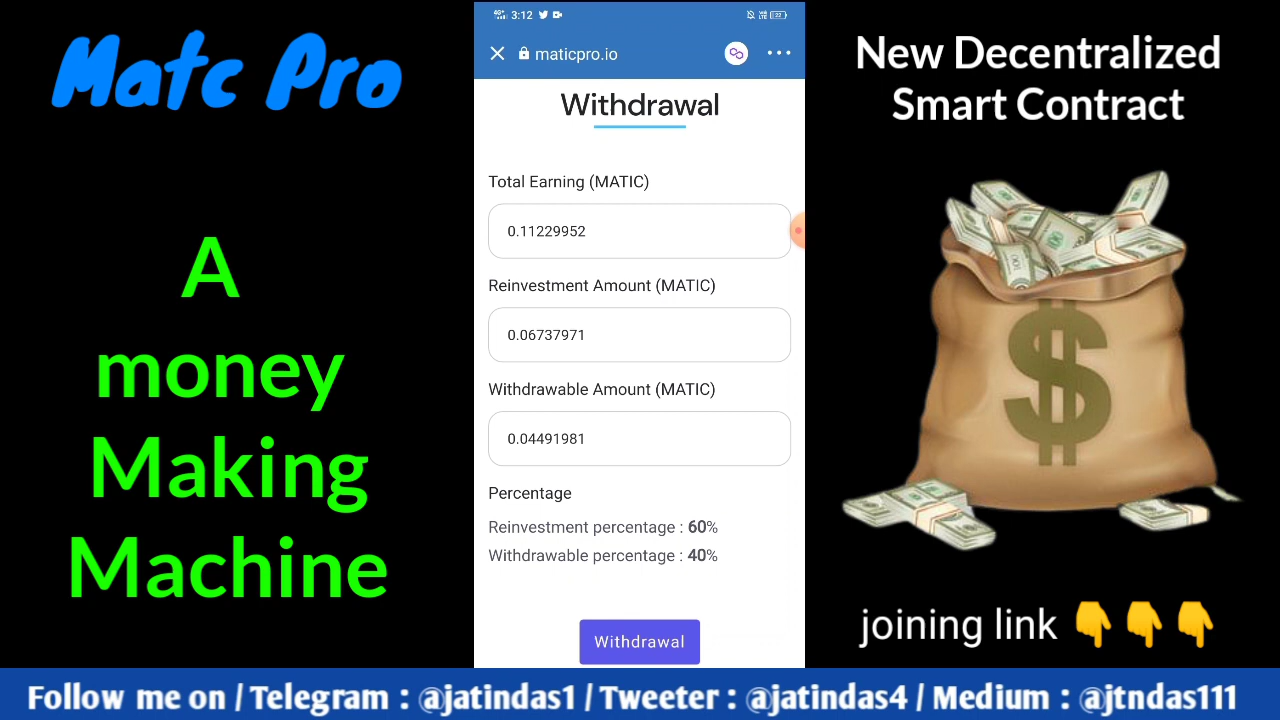 Matc Pro
A
money
Making
Machine
4G+ 3:12
22
maticpro.io
Withdrawal
Total Earning (MATIC)
0.11229952
Reinvestment Amount (MATIC)
0.06737971
Withdrawable Amount (MATIC)
0.04491981
Percentage
Reinvestment percentage : 60%
Withdrawable percentage : 40%
Withdrawal
New Decentralized
Smart Contract
$
joining link 👇👇👇
Follow me on / Telegram : @jatindas1 / Tweeter : @jatindas4 / Medium : @jtndas111